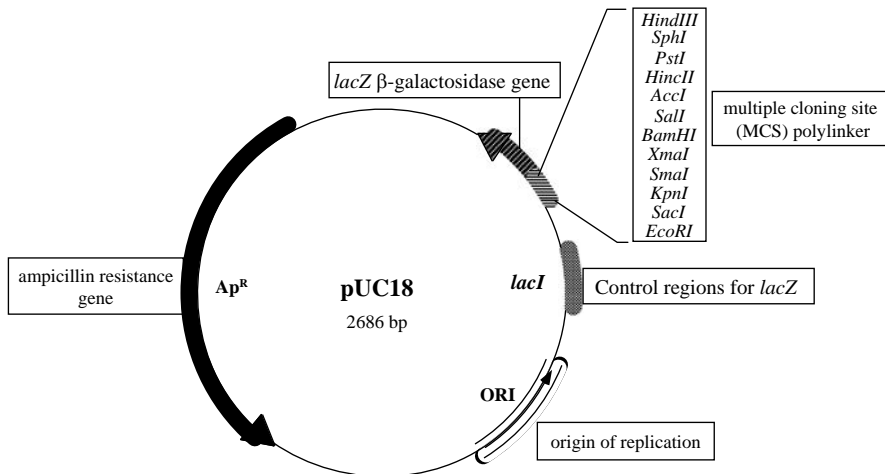 HindIII
SphI
PstI
HincII
AccI
SalI
BamHI
XmaI
SmaI
KpnI
SacI
EcoRI
lacZ β-galactosidase gene
multiple cloning site
(MCS) polylinker
ampicillin resistance
gene
Ap^R
pUC18
2686 bp
lacI
Control regions for lacZ
ORI
origin of replication